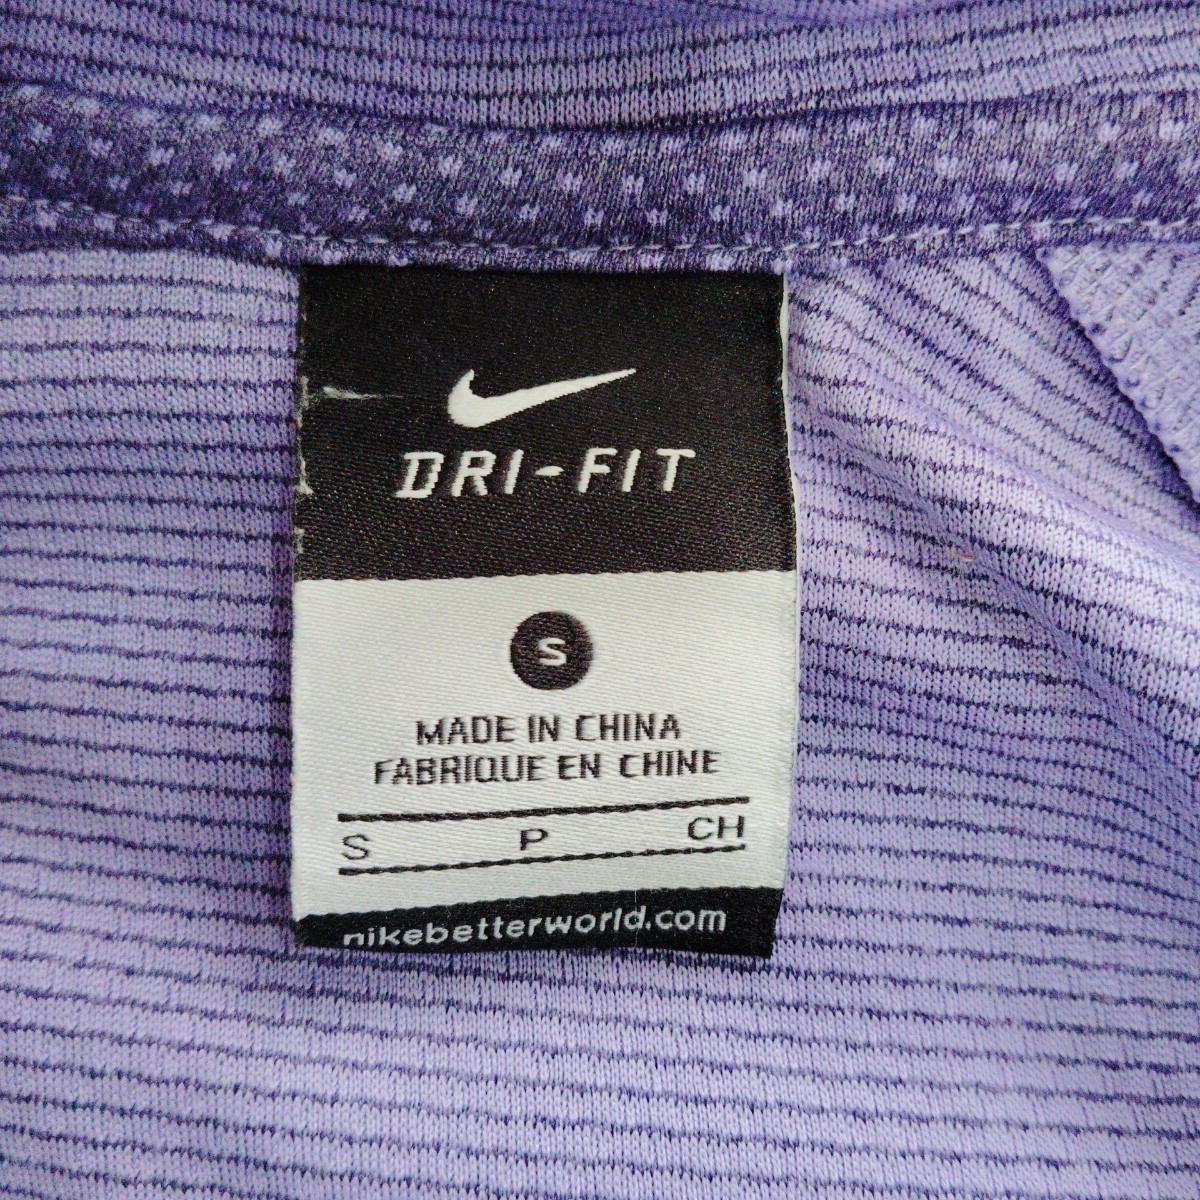 DRI-FIT
S
MADE IN CHINA
FABRIQUE EN CHINE
S P CH
nikebetterworld.com